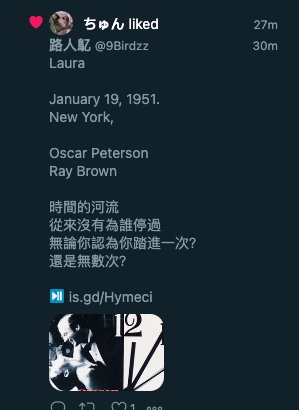 ちゅん liked 27m
路人髧 @9Birdzz 30m
Laura
January 19, 1951.
New York,
Oscar Peterson
Ray Brown
時間的河流
從來沒有為誰停過
無論你認為你踏進一次?
還是無數次?
is.gd/Hymeci
12
1